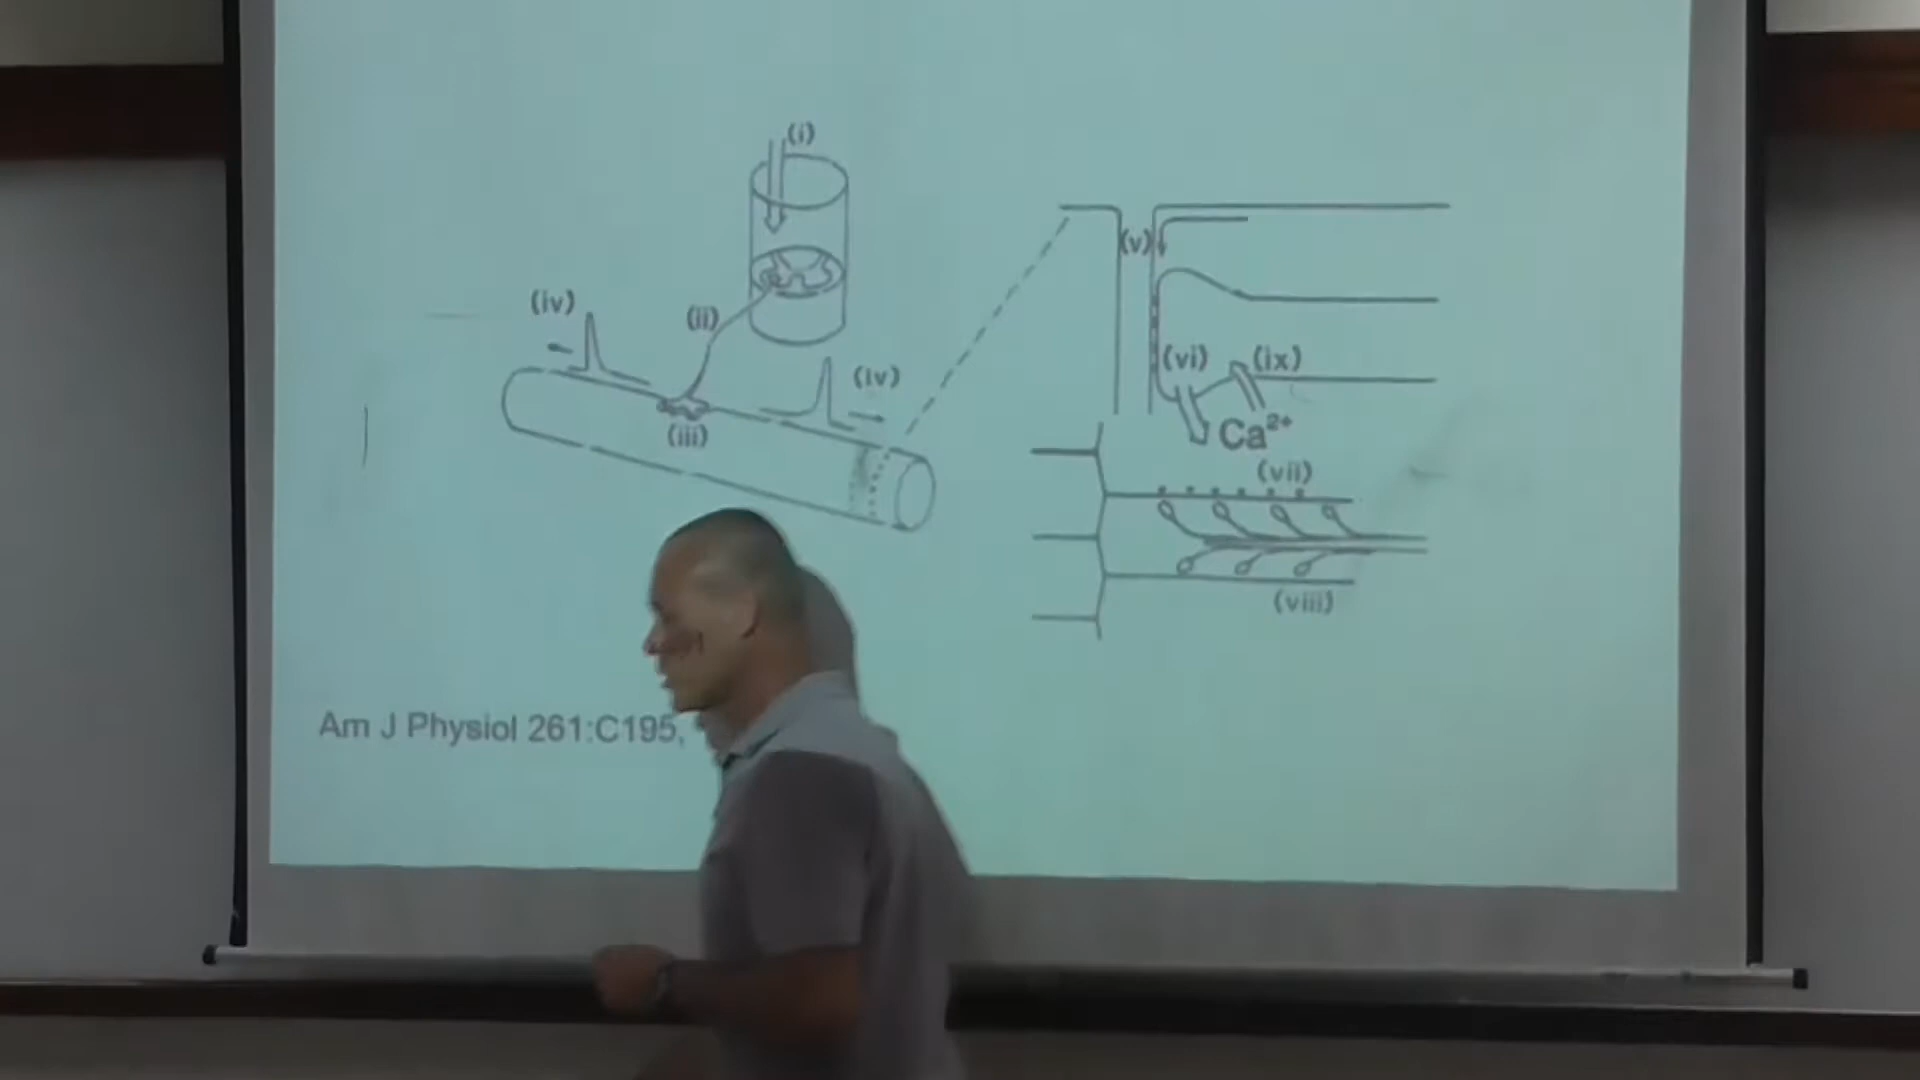 (i)
(ii)
(iii)
(iv)
(iv)
(v)
(vi)
(ix)
Ca²⁺
(vii)
(viii)
Am J Physiol 261:C195,